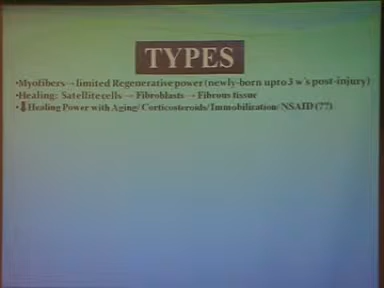 TYPES
•Myofibers→limited Regenerative power (newly-born upto 3 w's post-injury)
•Healing: Satellite cells → Fibroblasts → Fibrous tissue
•⬇Healing Power with Aging/Corticosteroids/Immobilization/NSAID (??)